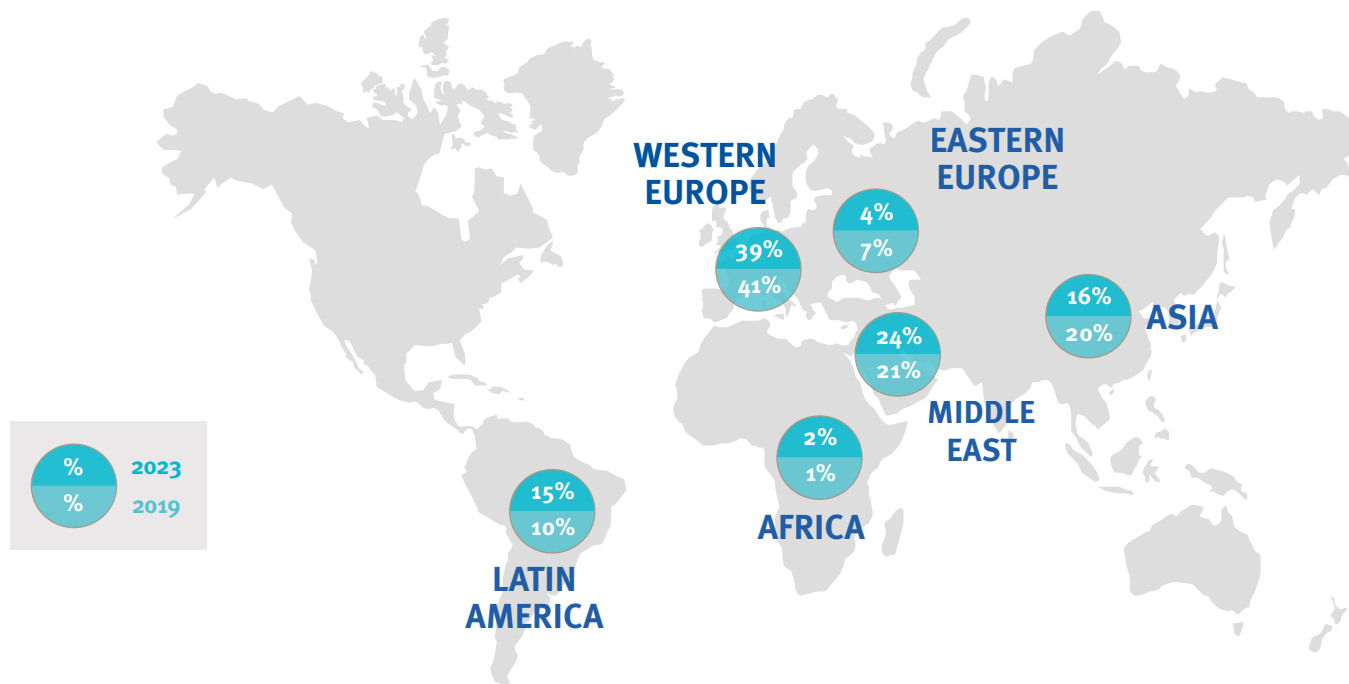 WESTERN
EUROPE
39%
41%
EASTERN
EUROPE
4%
7%
16%
20%
ASIA
24%
21%
MIDDLE
EAST
2%
1%
AFRICA
15%
10%
LATIN
AMERICA
% 2023
% 2019